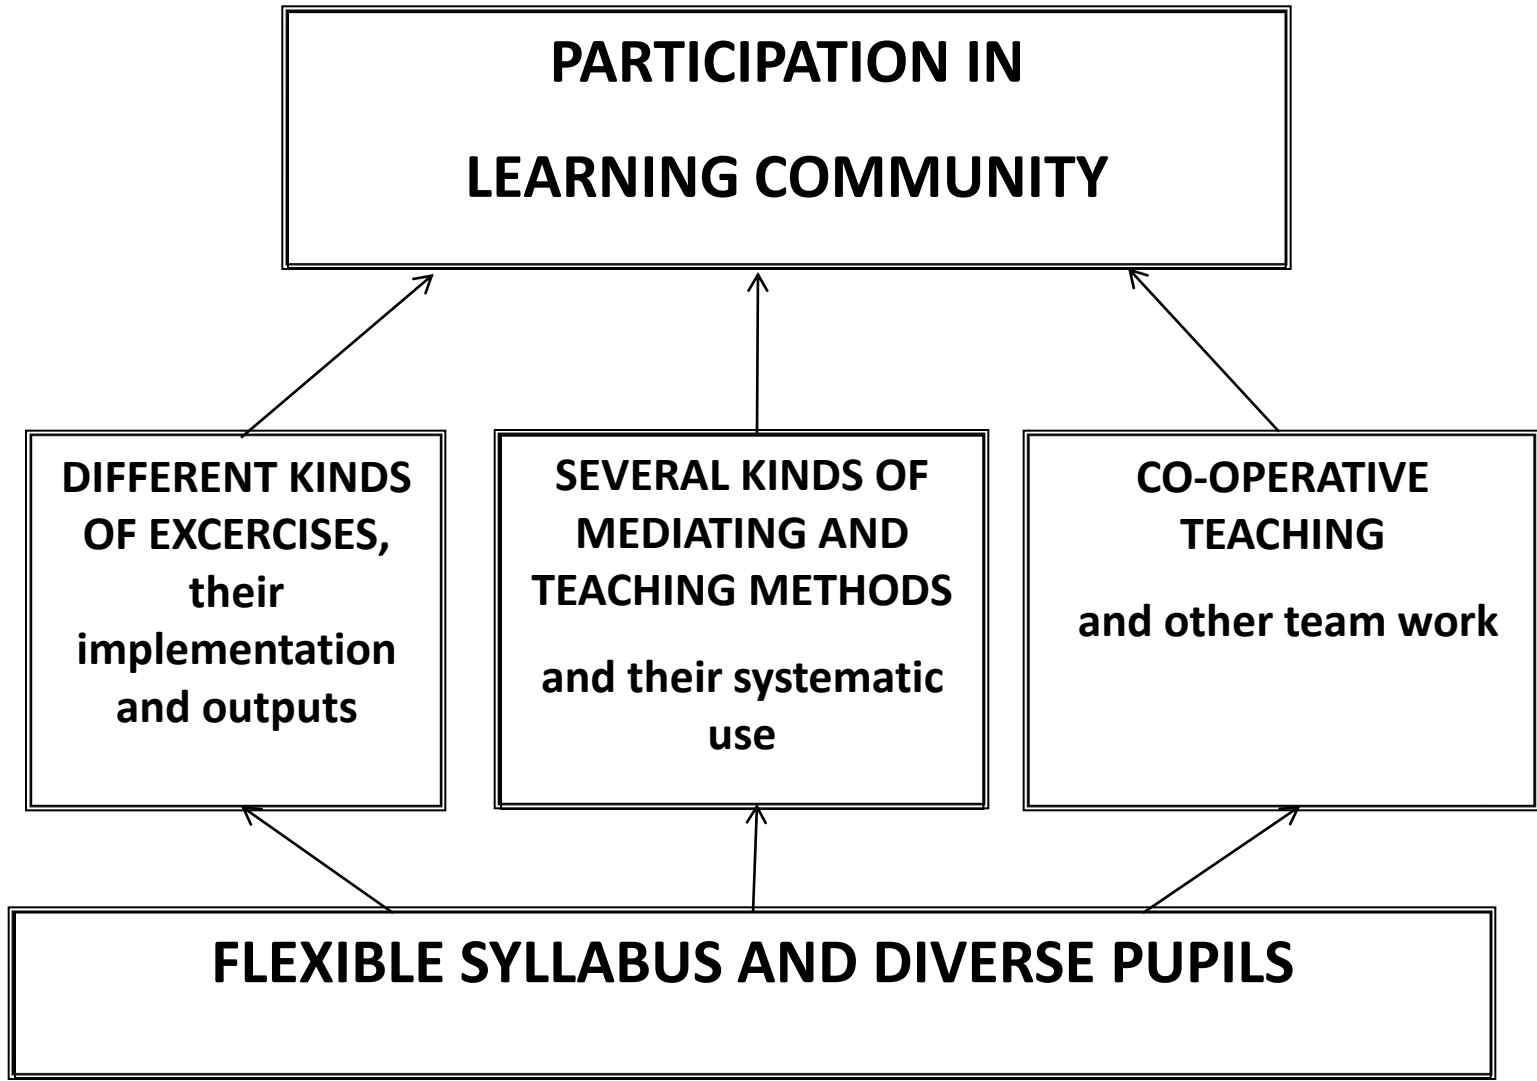 PARTICIPATION IN
LEARNING COMMUNITY
DIFFERENT KINDS
OF EXCERCISES,
their
implementation
and outputs
SEVERAL KINDS OF
MEDIATING AND
TEACHING METHODS
and their systematic
use
CO-OPERATIVE
TEACHING
and other team work
FLEXIBLE SYLLABUS AND DIVERSE PUPILS